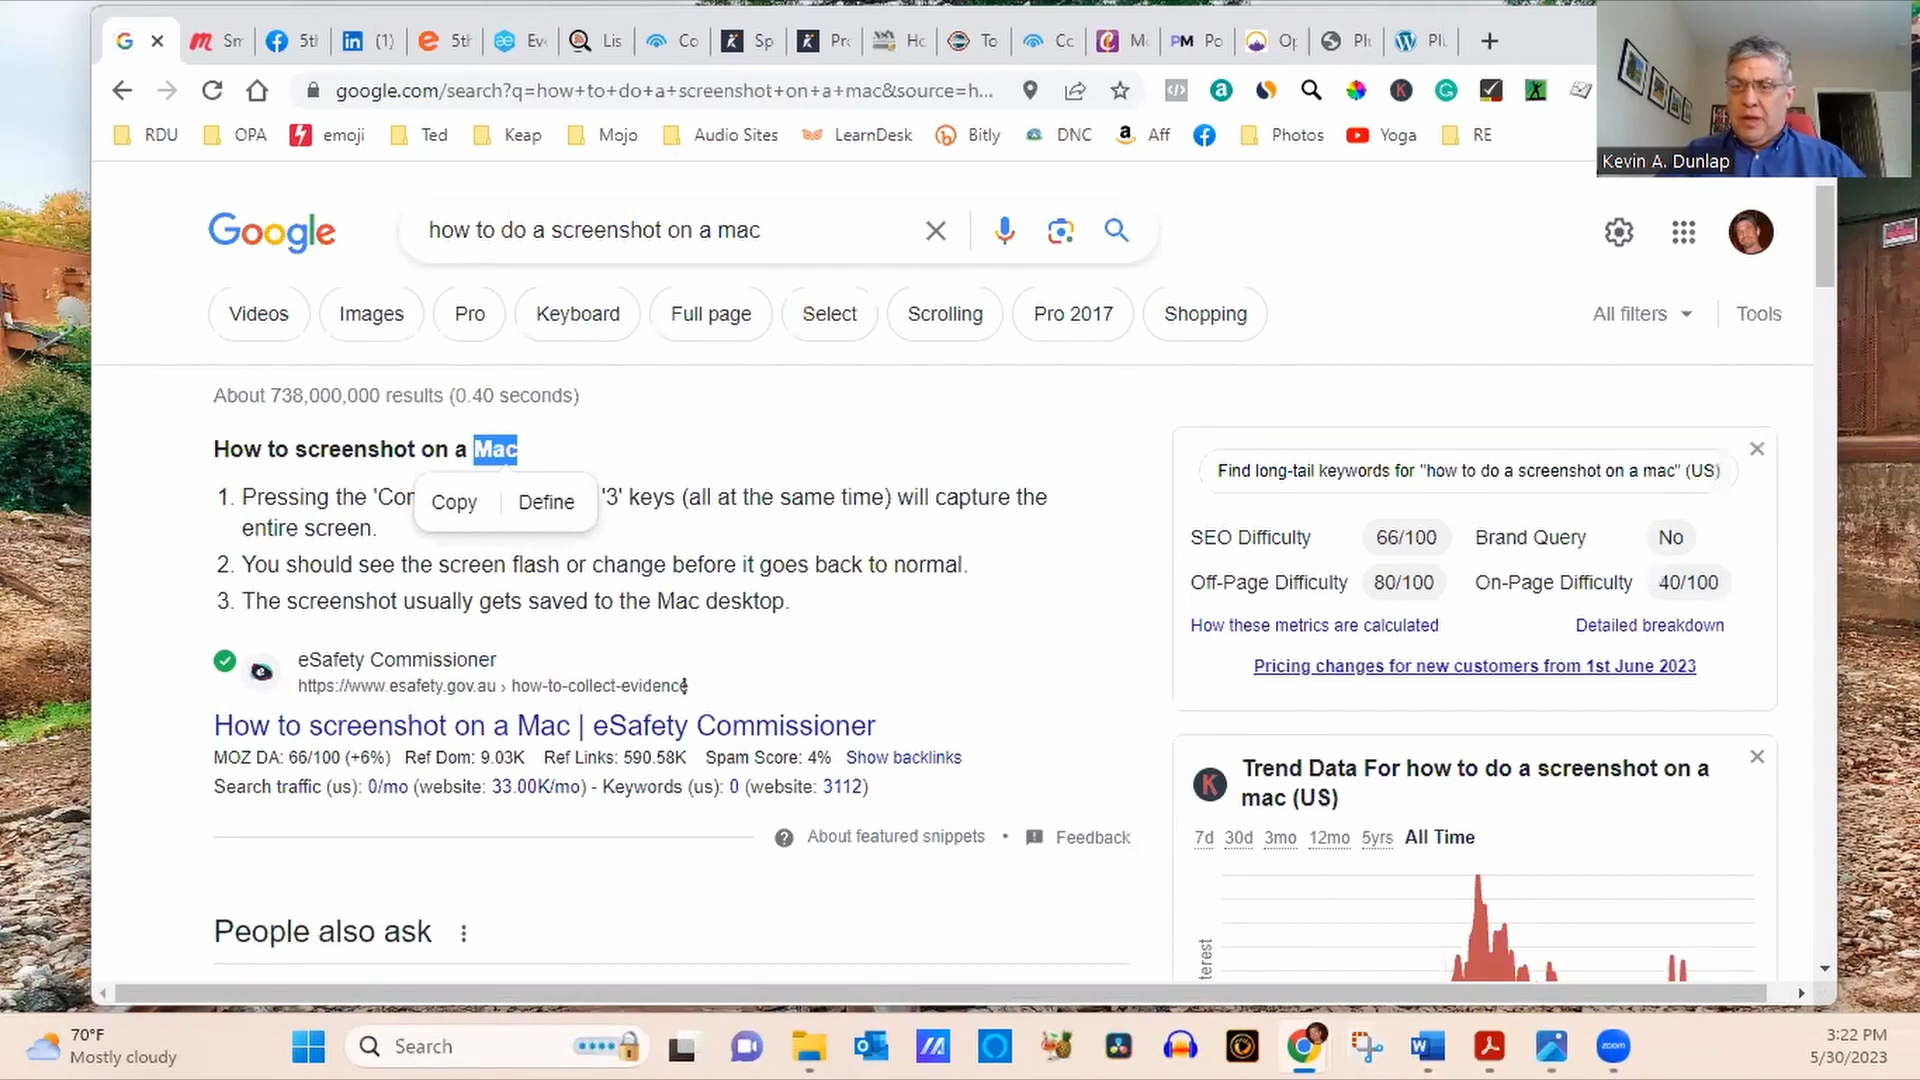 Sm
5th
(1)
5th
Ev
Lis
Co
Sp
Pr
Ho
To
Cc
Mo
PM Po
Op
Plu
Plu
google.com/search?q=how+to+do+a+screenshot+on+a+mac&source=h...
RDU
OPA
emoji
Ted
Keap
Mojo
Audio Sites
LearnDesk
Bitly
DNC
Aff
Photos
Yoga
RE
Kevin A. Dunlap
Google
how to do a screenshot on a mac
Videos
Images
Pro
Keyboard
Full page
Select
Scrolling
Pro 2017
Shopping
All filters
Tools
About 738,000,000 results (0.40 seconds)
How to screenshot on a Mac
1. Pressing the 'Com '3' keys (all at the same time) will capture the
entire screen.
Copy
Define
2. You should see the screen flash or change before it goes back to normal.
3. The screenshot usually gets saved to the Mac desktop.
eSafety Commissioner
https://www.esafety.gov.au › how-to-collect-evidence
How to screenshot on a Mac | eSafety Commissioner
MOZ DA: 66/100 (+6%) Ref Dom: 9.03K Ref Links: 590.58K Spam Score: 4% Show backlinks
Search traffic (us): 0/mo (website: 33.00K/mo) - Keywords (us): 0 (website: 3112)
About featured snippets • Feedback
People also ask
Find long-tail keywords for "how to do a screenshot on a mac" (US)
SEO Difficulty 66/100 Brand Query No
Off-Page Difficulty 80/100 On-Page Difficulty 40/100
How these metrics are calculated Detailed breakdown
Pricing changes for new customers from 1st June 2023
K
Trend Data For how to do a screenshot on a
mac (US)
7d 30d 3mo 12mo 5yrs All Time
terest
70°F
Mostly cloudy
Search
zoom
3:22 PM
5/30/2023